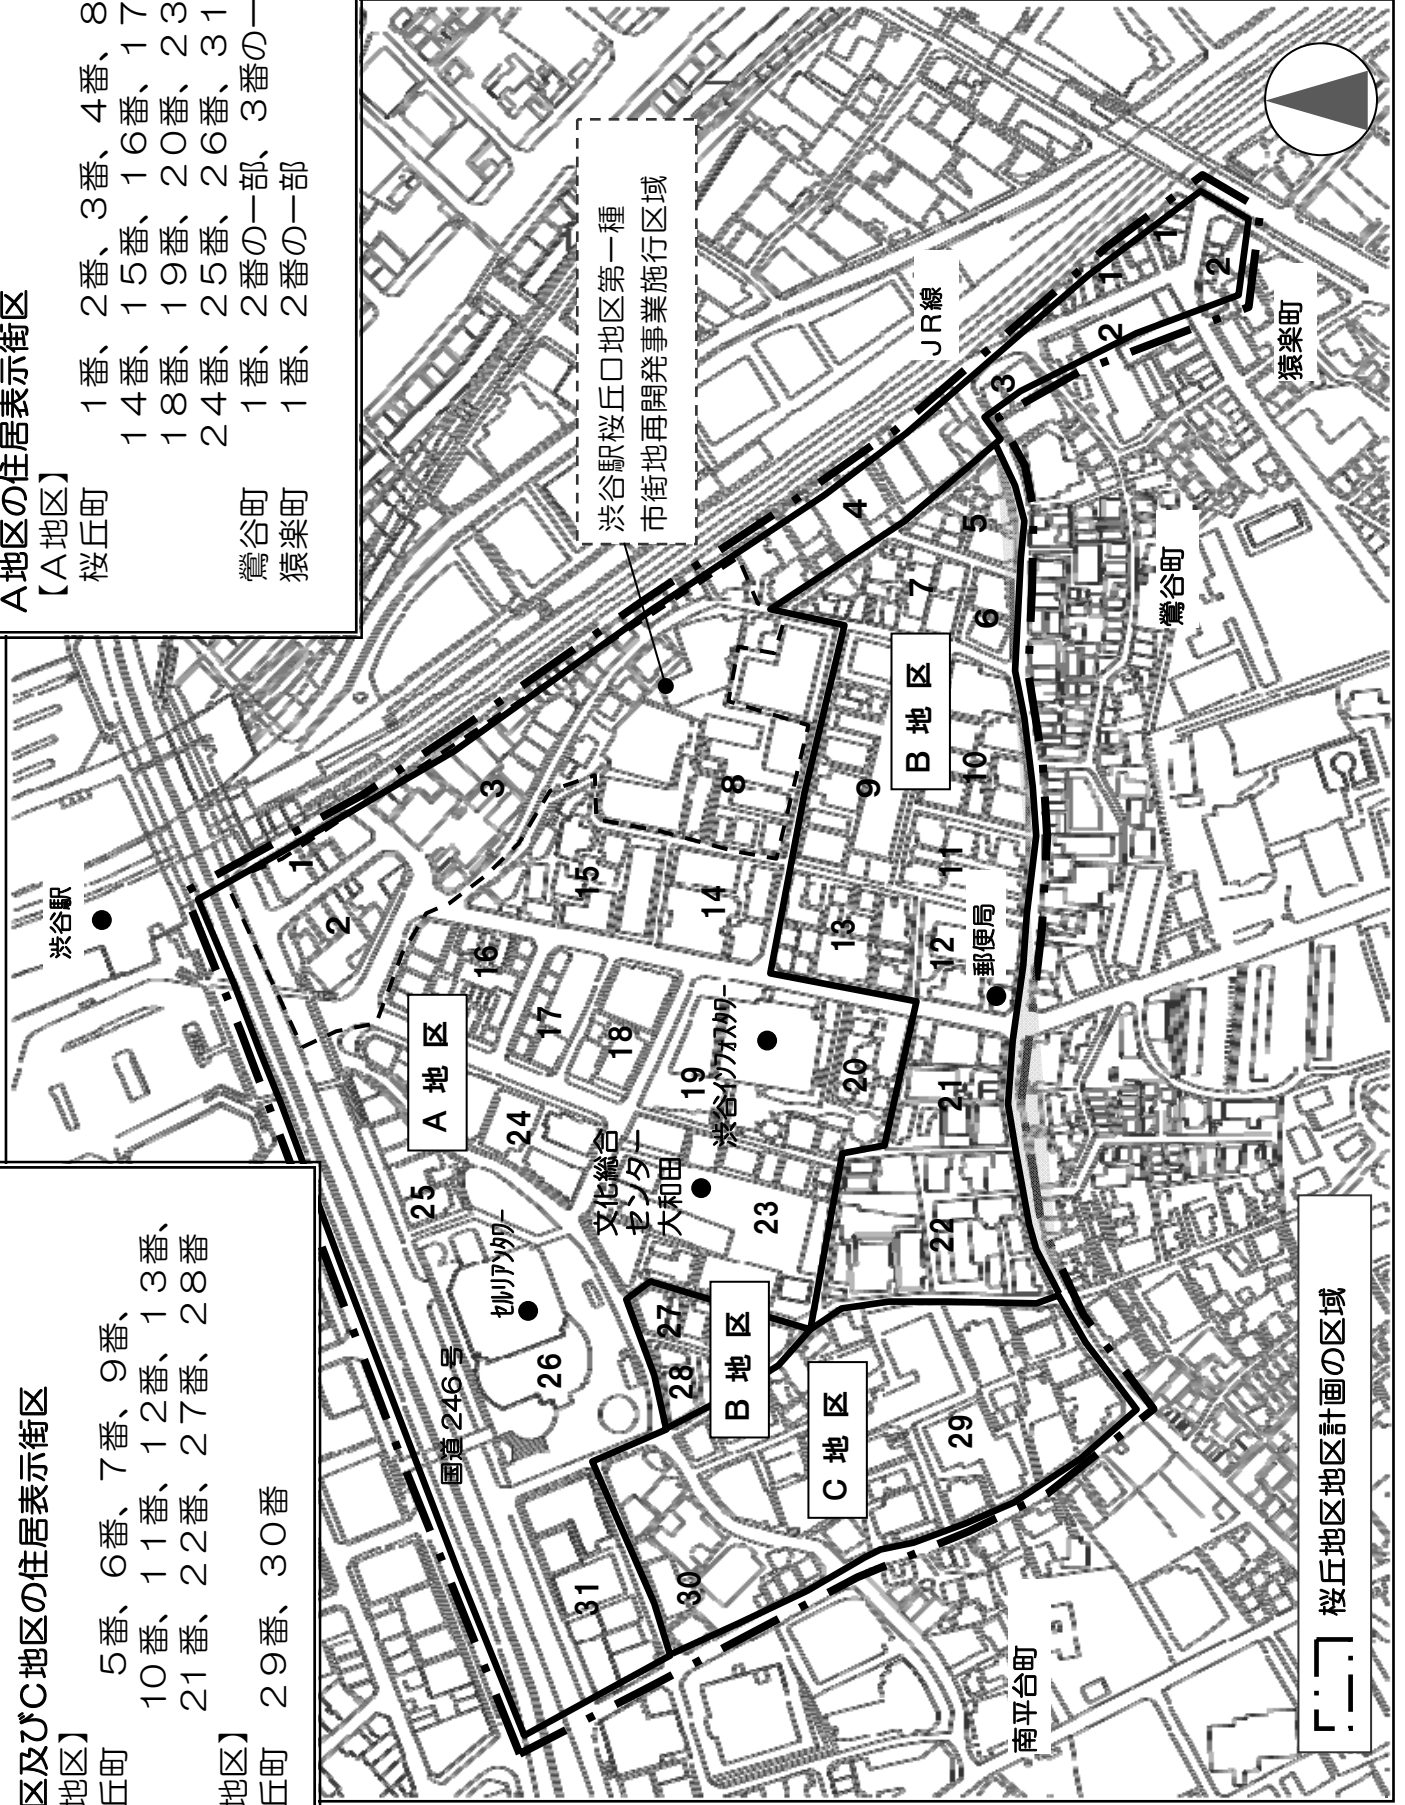 A地区の住居表示街区
【A地区】
桜丘町 1番、2番、3番、4番、8
14番、15番、16番、17
18番、19番、20番、23
24番、25番、26番、31
鶯谷町 1番、2番の一部、3番の一
猿楽町 1番、2番の一部
区及びC地区の住居表示街区
地区】
丘町 5番、6番、7番、9番、
10番、11番、12番、13番、
21番、22番、27番、28番
地区】
丘町 29番、30番
渋谷駅
渋谷駅桜丘口地区第一種
市街地再開発事業施行区域
JR線
国道246号
セルリアンタワー
文化総合
センター
大和田
渋谷インフォスタワー
郵便局
A地区
B地区
B地区
C地区
鶯谷町
猿楽町
南平台町
1
2
3
4
5
6
7
8
9
10
11
12
13
14
15
16
17
18
19
20
21
22
23
24
25
26
27
28
29
30
31
3
2
1
1
2
桜丘地区地区計画の区域